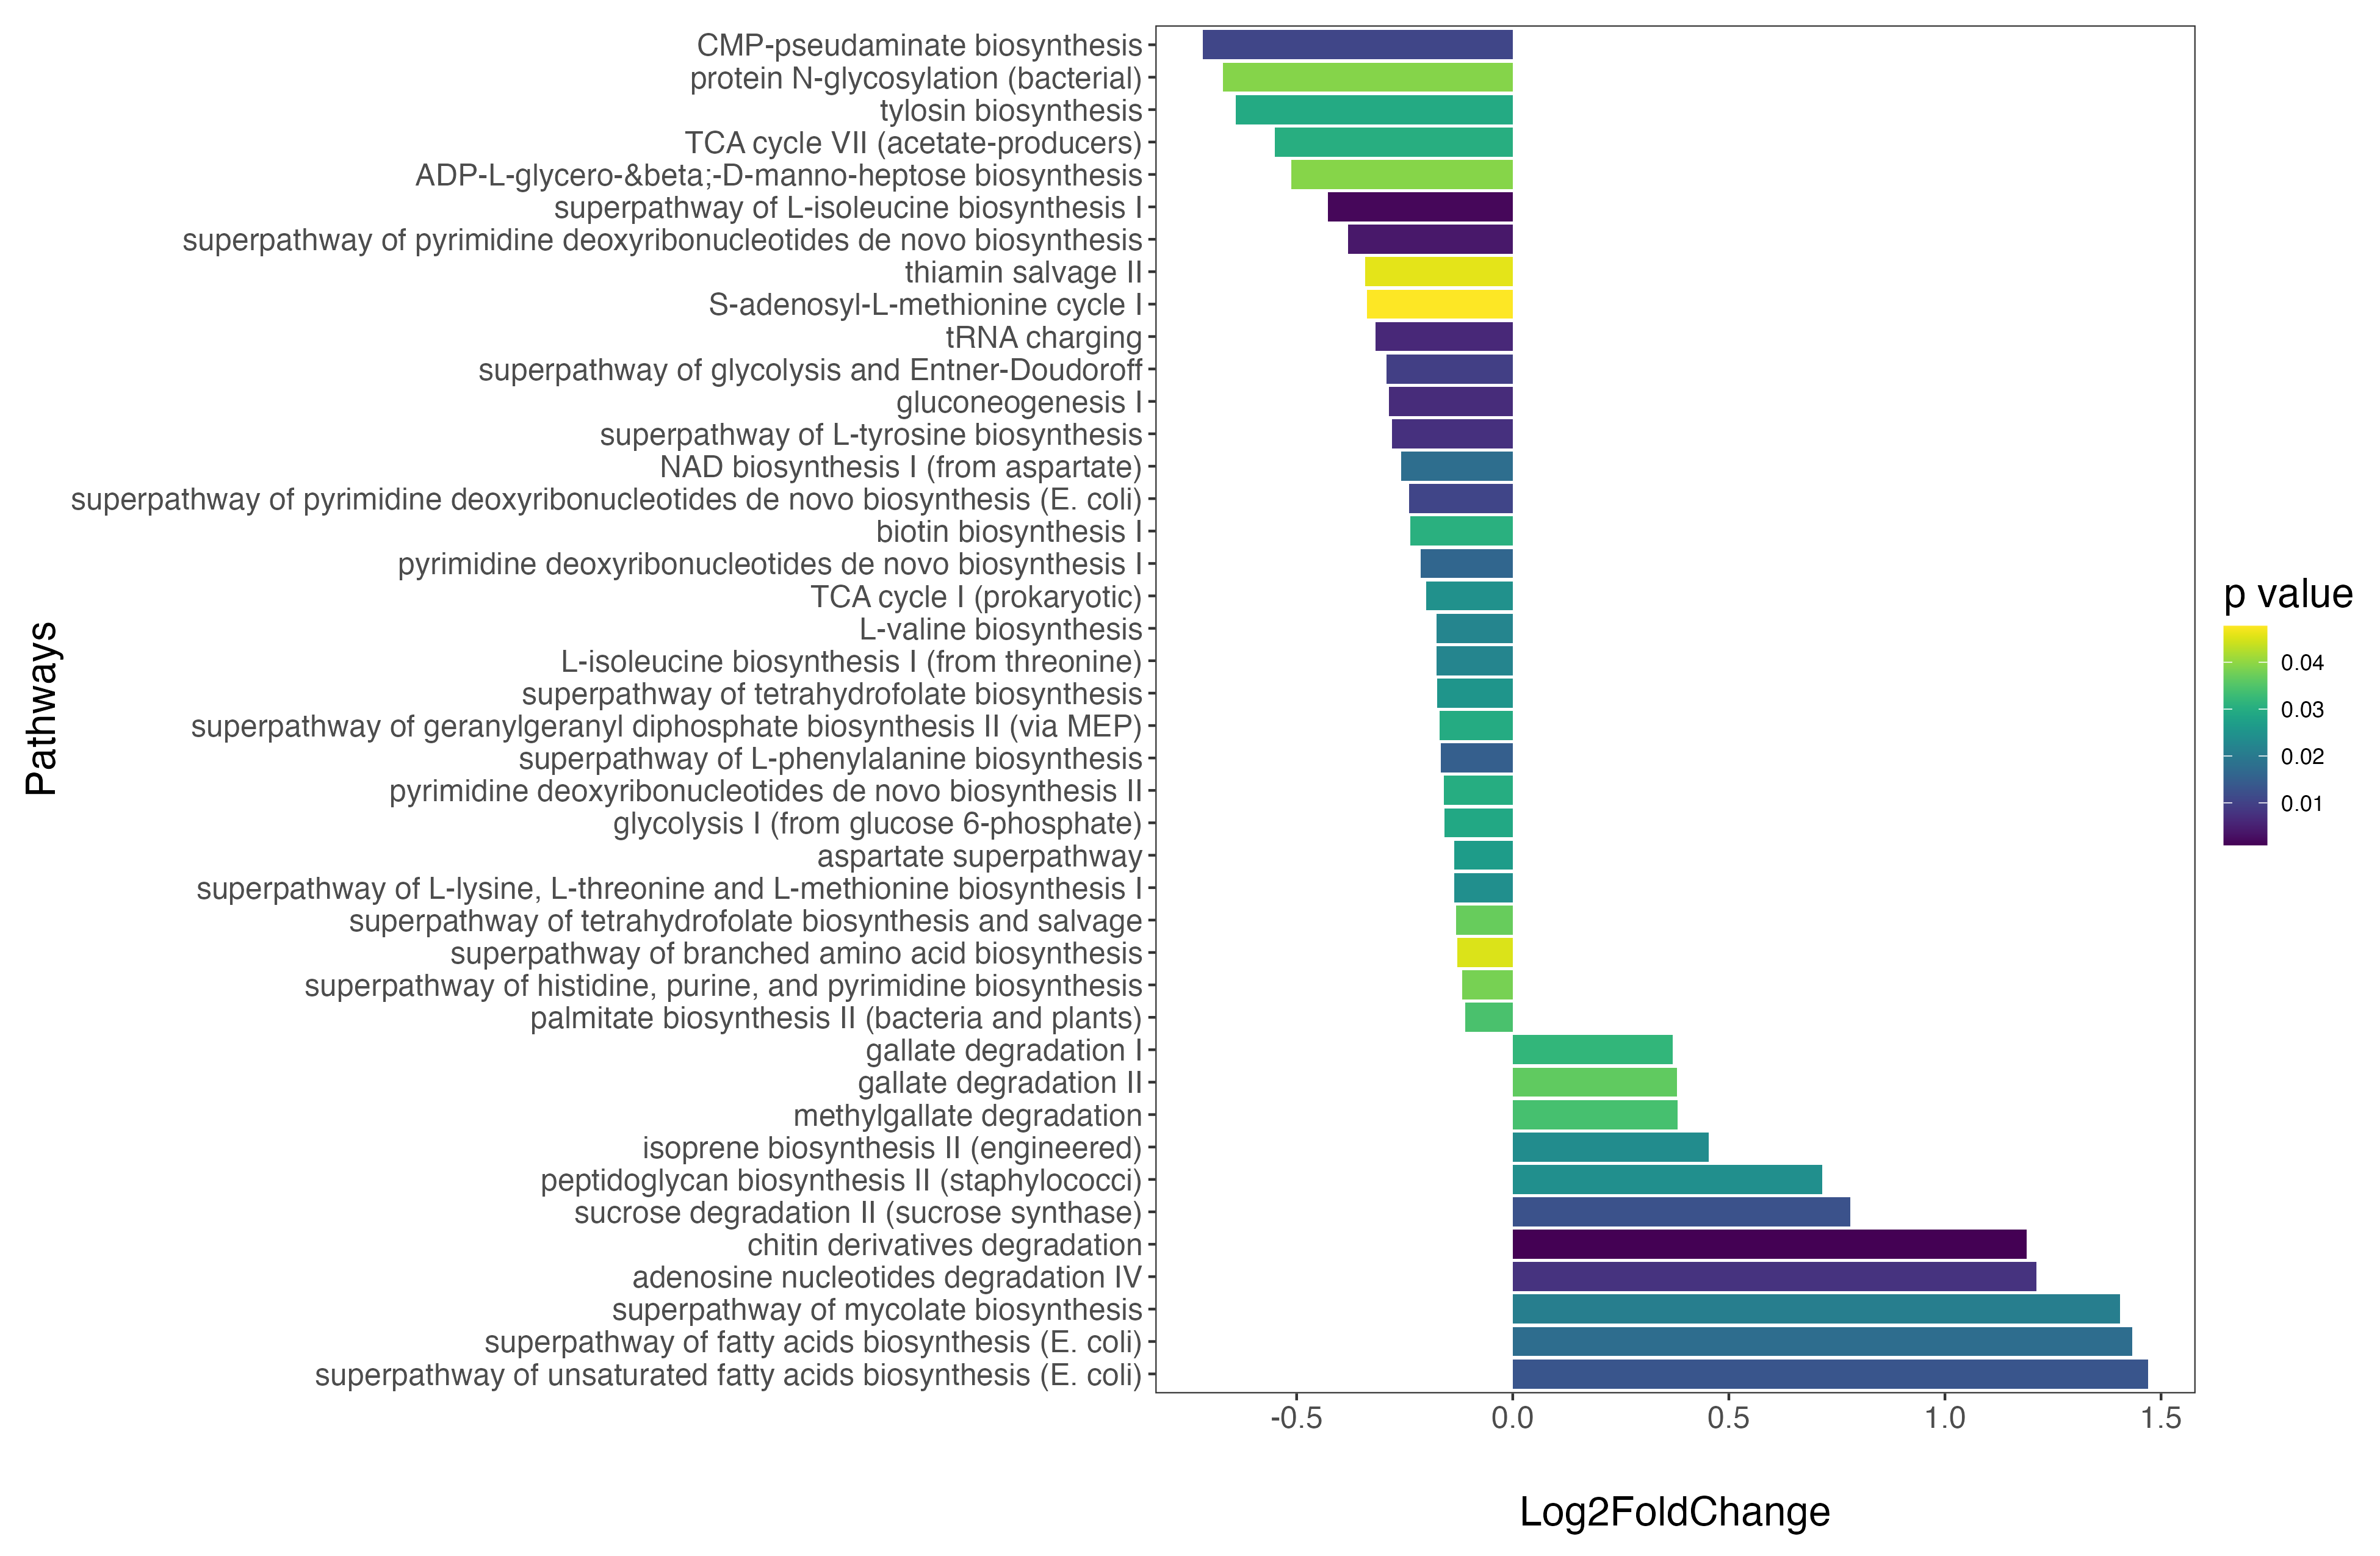 CMP-pseudaminate biosynthesis
protein N-glycosylation (bacterial)
tylosin biosynthesis
TCA cycle VII (acetate-producers)
ADP-L-glycero-&beta;-D-manno-heptose biosynthesis
superpathway of L-isoleucine biosynthesis I
superpathway of pyrimidine deoxyribonucleotides de novo biosynthesis
thiamin salvage II
S-adenosyl-L-methionine cycle I
tRNA charging
superpathway of glycolysis and Entner-Doudoroff
gluconeogenesis I
superpathway of L-tyrosine biosynthesis
NAD biosynthesis I (from aspartate)
superpathway of pyrimidine deoxyribonucleotides de novo biosynthesis (E. coli)
biotin biosynthesis I
pyrimidine deoxyribonucleotides de novo biosynthesis I
TCA cycle I (prokaryotic)
L-valine biosynthesis
L-isoleucine biosynthesis I (from threonine)
superpathway of tetrahydrofolate biosynthesis
superpathway of geranylgeranyl diphosphate biosynthesis II (via MEP)
superpathway of L-phenylalanine biosynthesis
pyrimidine deoxyribonucleotides de novo biosynthesis II
glycolysis I (from glucose 6-phosphate)
aspartate superpathway
superpathway of L-lysine, L-threonine and L-methionine biosynthesis I
superpathway of tetrahydrofolate biosynthesis and salvage
superpathway of branched amino acid biosynthesis
superpathway of histidine, purine, and pyrimidine biosynthesis
palmitate biosynthesis II (bacteria and plants)
gallate degradation I
gallate degradation II
methylgallate degradation
isoprene biosynthesis II (engineered)
peptidoglycan biosynthesis II (staphylococci)
sucrose degradation II (sucrose synthase)
chitin derivatives degradation
adenosine nucleotides degradation IV
superpathway of mycolate biosynthesis
superpathway of fatty acids biosynthesis (E. coli)
superpathway of unsaturated fatty acids biosynthesis (E. coli)
Pathways
-0.5 0.0 0.5 1.0 1.5
Log2FoldChange
p value
0.04
0.03
0.02
0.01